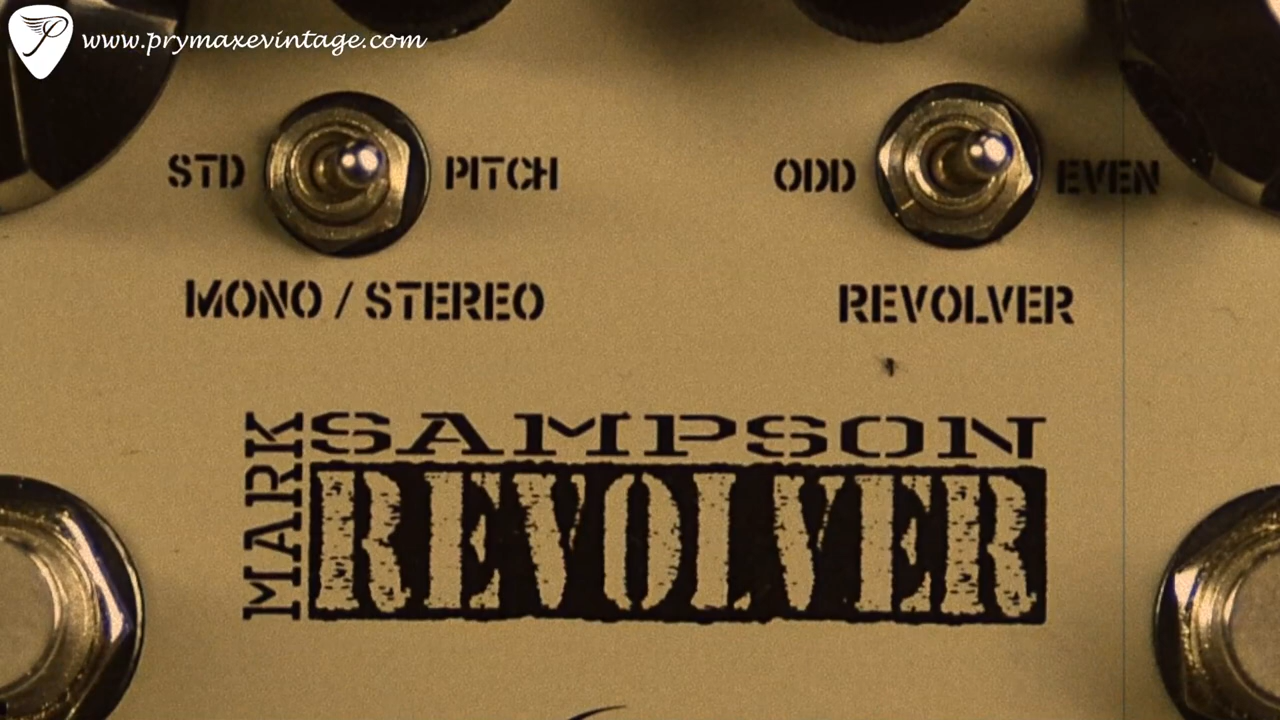 www.prymaxevintage.com
STD PITCH ODD EVEN
MONO / STEREO REVOLVER
MARK SAMPSON
REVOLVER